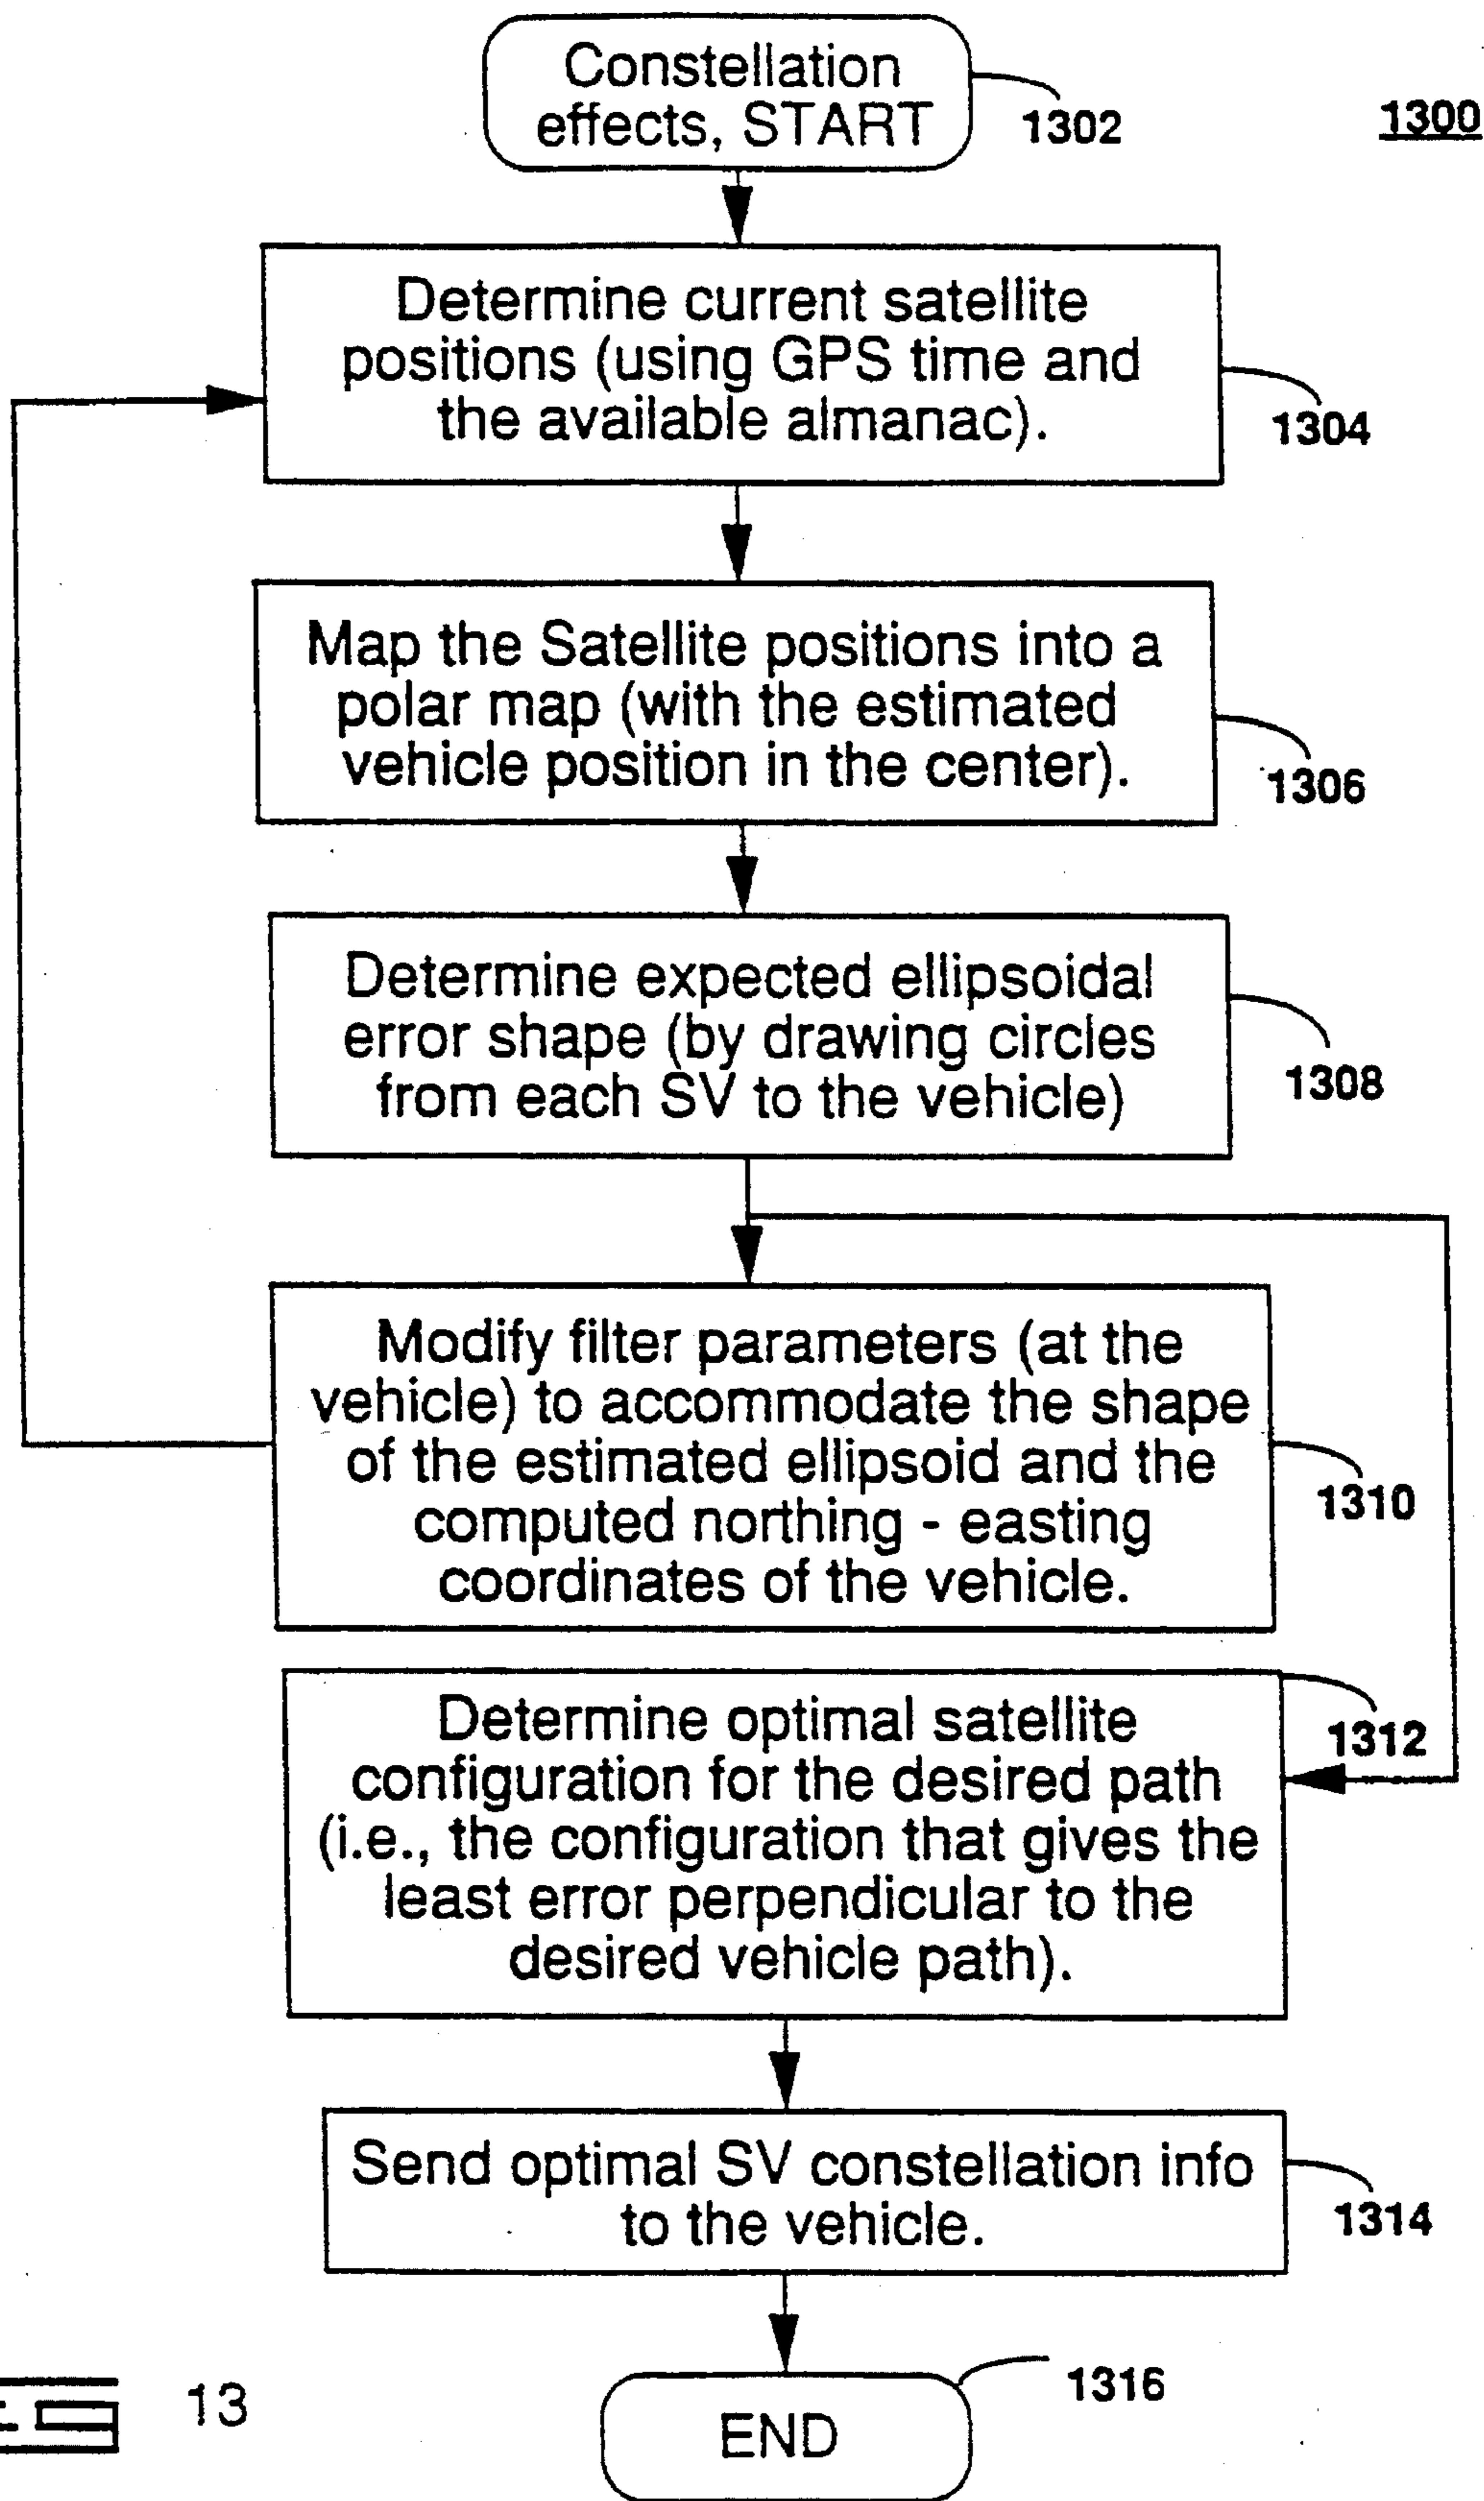 Constellation
effects, START
1302
1300
Determine current satellite
positions (using GPS time and
the available almanac).
1304
Map the Satellite positions into a
polar map (with the estimated
vehicle position in the center).
1306
Determine expected ellipsoidal
error shape (by drawing circles
from each SV to the vehicle)
1308
Modify filter parameters (at the
vehicle) to accommodate the shape
of the estimated ellipsoid and the
computed northing - easting
coordinates of the vehicle.
1310
Determine optimal satellite
configuration for the desired path
(i.e., the configuration that gives the
least error perpendicular to the
desired vehicle path).
1312
Send optimal SV constellation info
to the vehicle.
1314
13
END
1316